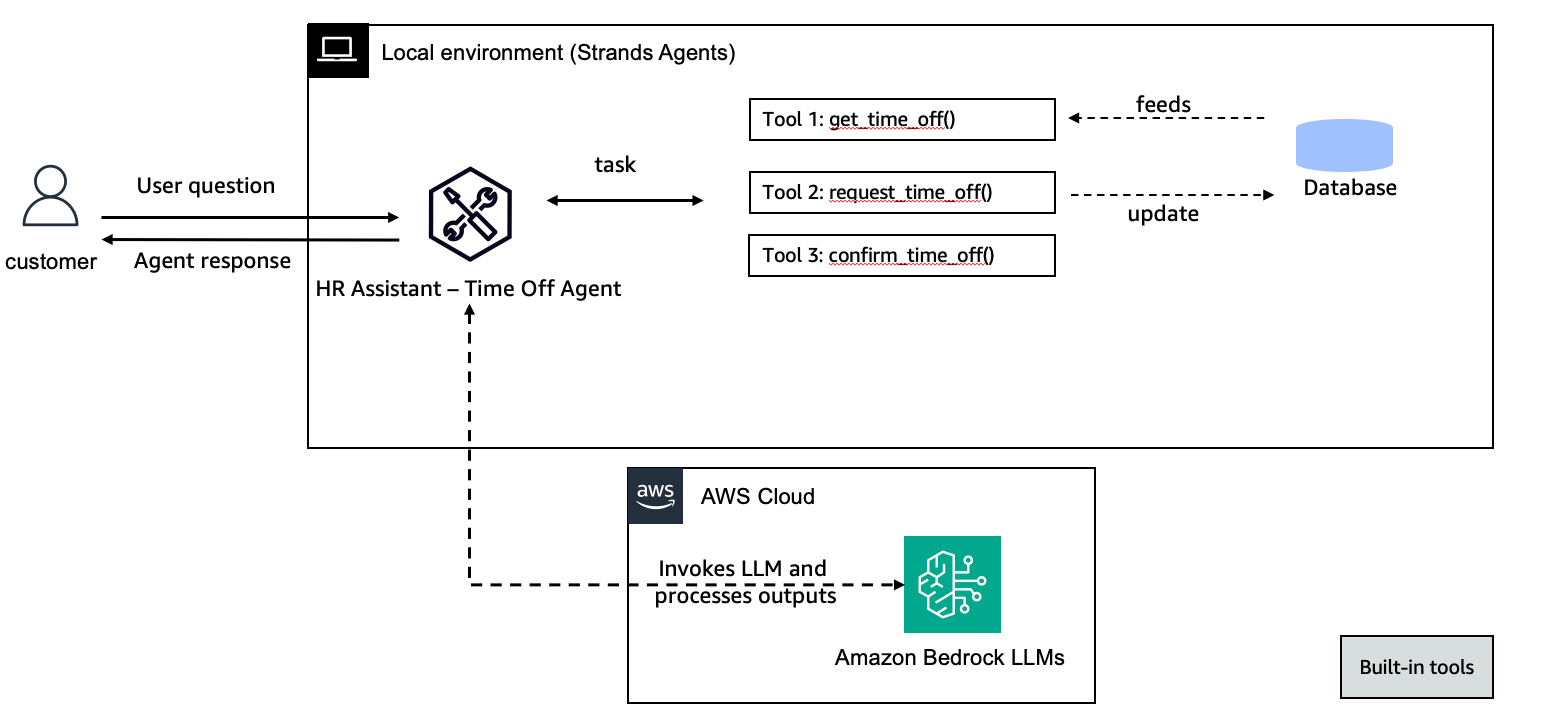 Local environment (Strands Agents)
Tool 1: get_time_off()
feeds
Database
task
Tool 2: request_time_off()
update
Tool 3: confirm_time_off()
User question
Agent response
customer
HR Assistant – Time Off Agent
aws
AWS Cloud
Invokes LLM and
processes outputs
Amazon Bedrock LLMs
Built-in tools